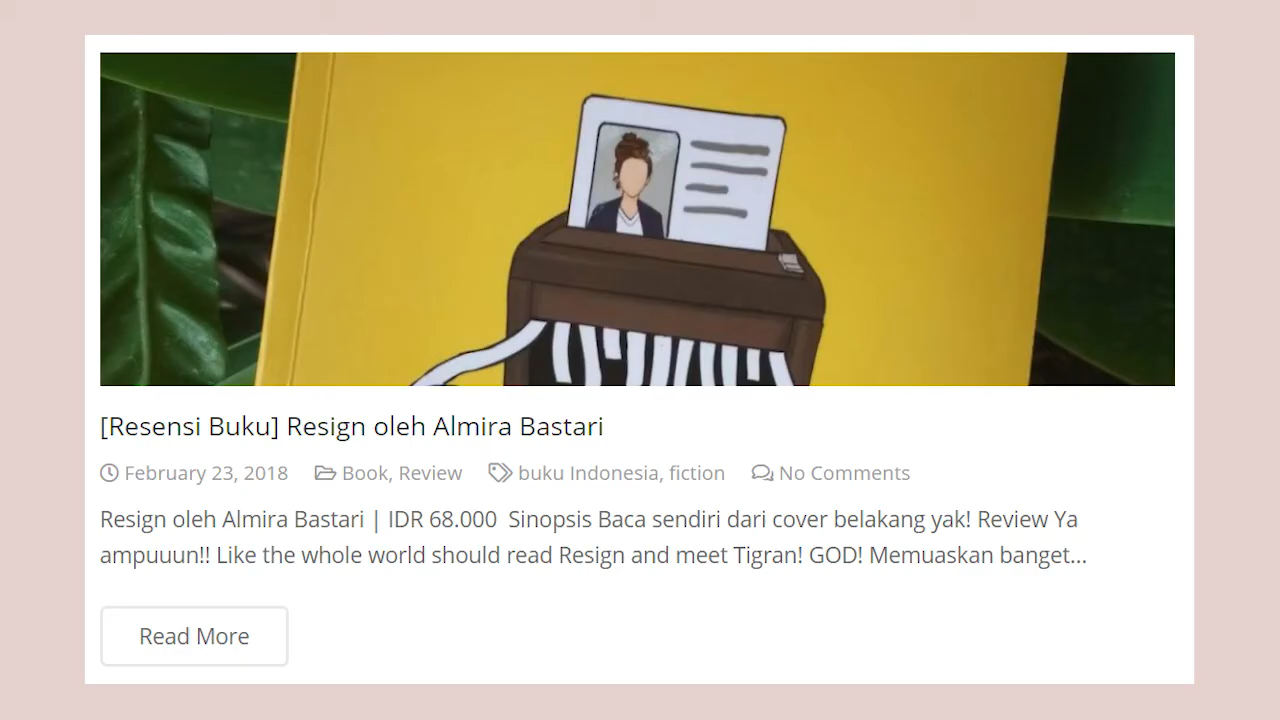 [Resensi Buku] Resign oleh Almira Bastari
February 23, 2018 Book, Review buku Indonesia, fiction No Comments
Resign oleh Almira Bastari | IDR 68.000 Sinopsis Baca sendiri dari cover belakang yak! Review Ya
ampuuun!! Like the whole world should read Resign and meet Tigran! GOD! Memuaskan banget...
Read More